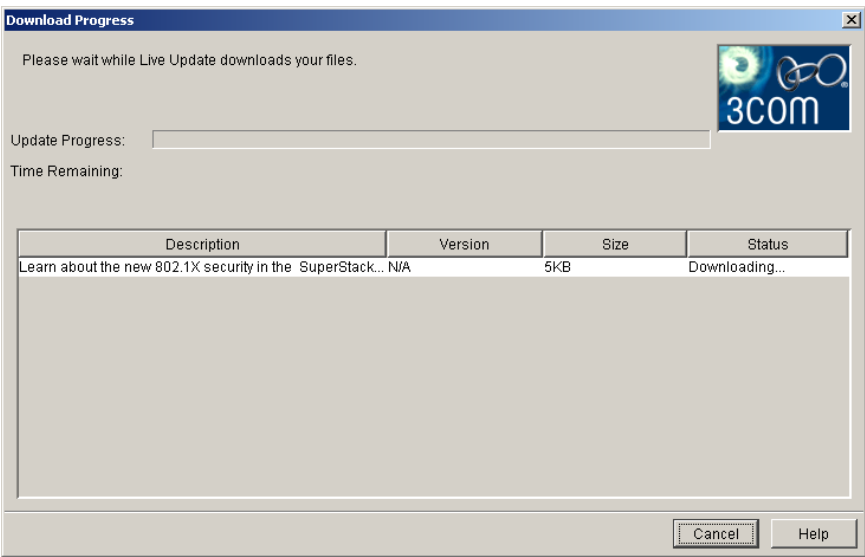 Download Progress
Please wait while Live Update downloads your files.
3com
Update Progress:
Time Remaining:
Description Version Size Status
Learn about the new 802.1X security in the  SuperStack... N/A 5KB Downloading...
Cancel Help